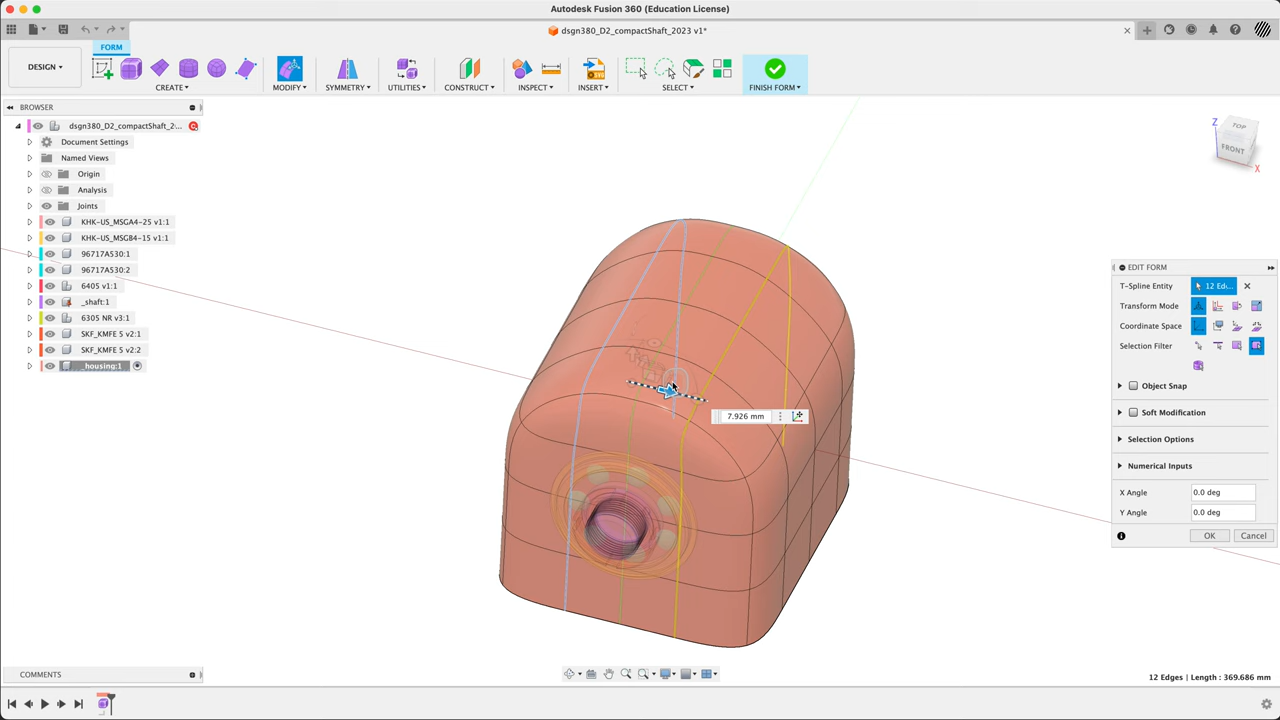 Autodesk Fusion 360 (Education License)
dsgn380_D2_compactShaft_2023 v1*
FORM
DESIGN
CREATE
MODIFY
SYMMETRY
UTILITIES
CONSTRUCT
INSPECT
INSERT
SELECT
FINISH FORM
BROWSER
dsgn380_D2_compactShaft_2...
Document Settings
Named Views
Origin
Analysis
Joints
KHK-US_MSGA4-25 v1:1
KHK-US_MSGB4-15 v1:1
96717A530:1
96717A530:2
6405 v1:1
_shaft:1
6305 NR v3:1
SKF_KMFE 5 v2:1
SKF_KMFE 5 v2:2
_housing:1
Z
TOP
FRONT
X
7.926 mm
EDIT FORM
T-Spline Entity
12 Ed...
Transform Mode
Coordinate Space
Selection Filter
Object Snap
Soft Modification
Selection Options
Numerical Inputs
X Angle
0.0 deg
Y Angle
0.0 deg
OK
Cancel
COMMENTS
12 Edges | Length : 369.686 mm